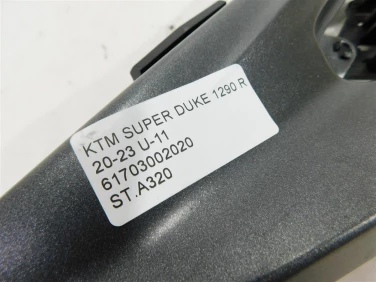 KTM SUPER DUKE 1290 R
20-23 U-11
61703002020
ST.A320